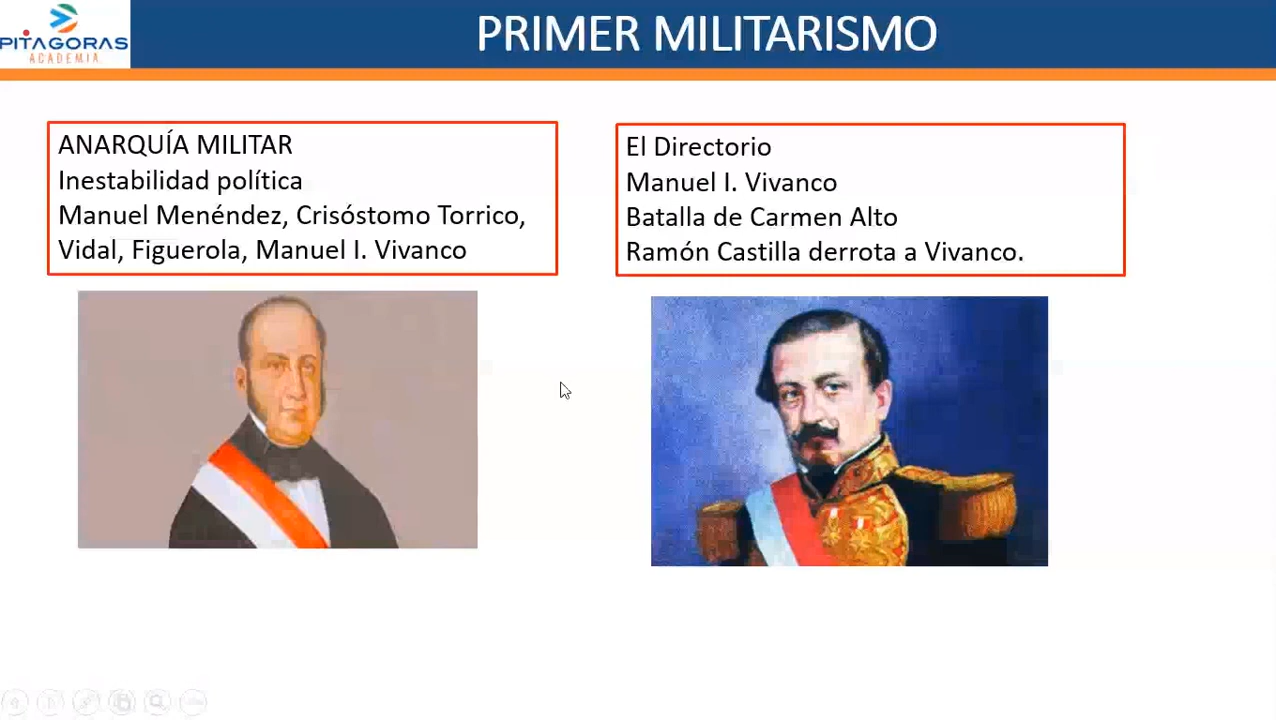 PITAGORAS
ACADEMIA
PRIMER MILITARISMO
ANARQUÍA MILITAR
Inestabilidad política
Manuel Menéndez, Crisóstomo Torrico,
Vidal, Figuerola, Manuel I. Vivanco
El Directorio
Manuel I. Vivanco
Batalla de Carmen Alto
Ramón Castilla derrota a Vivanco.